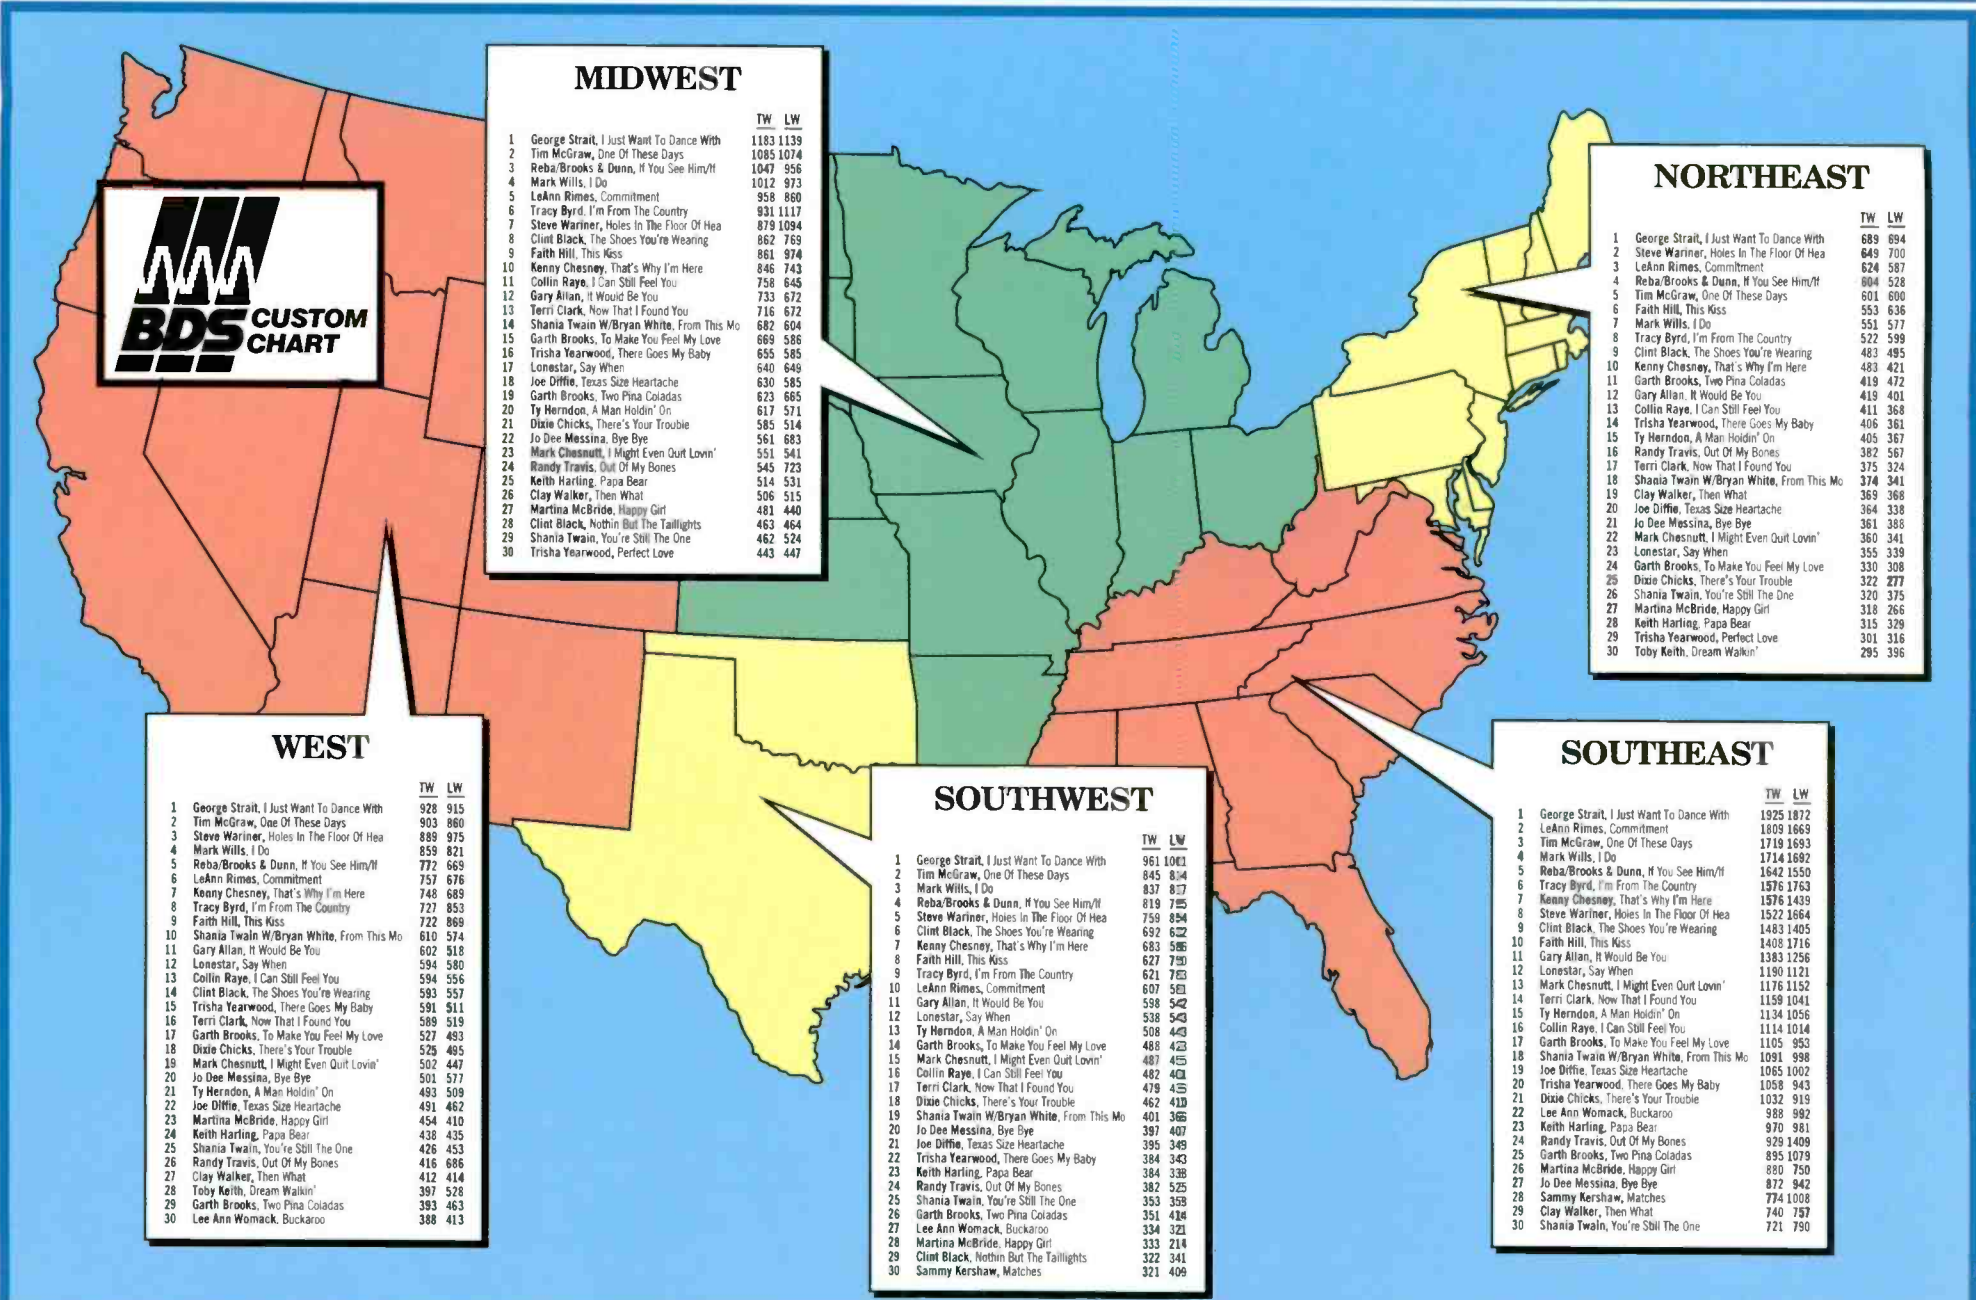 MIDWEST
TW LW
1 George Strait, I Just Want To Dance With 1183 1139
2 Tim McGraw, One Of These Days 1085 1074
3 Reba/Brooks & Dunn, If You See Him/If 1047 956
4 Mark Wills, I Do 1012 973
5 LeAnn Rimes, Commitment 958 860
6 Tracy Byrd, I'm From The Country 931 1117
7 Steve Wariner, Holes In The Floor Of Hea 879 1094
8 Clint Black, The Shoes You're Wearing 862 769
9 Faith Hill, This Kiss 861 974
10 Kenny Chesney, That's Why I'm Here 846 743
11 Collin Raye, I Can Still Feel You 758 645
12 Gary Allan, It Would Be You 733 672
13 Terri Clark, Now That I Found You 716 672
14 Shania Twain W/Bryan White, From This Mo 682 604
15 Garth Brooks, To Make You Feel My Love 669 586
16 Trisha Yearwood, There Goes My Baby 655 585
17 Lonestar, Say When 640 649
18 Joe Diffie, Texas Size Heartache 630 585
19 Garth Brooks, Two Pina Coladas 623 665
20 Ty Herndon, A Man Holdin' On 617 571
21 Dixie Chicks, There's Your Trouble 585 514
22 Jo Dee Messina, Bye Bye 561 683
23 Mark Chesnutt, I Might Even Quit Lovin' 551 541
24 Randy Travis, Out Of My Bones 545 723
25 Keith Harling, Papa Bear 514 531
26 Clay Walker, Then What 506 515
27 Martina McBride, Happy Girl 481 440
28 Clint Black, Nothin But The Taillights 463 464
29 Shania Twain, You're Still The One 462 524
30 Trisha Yearwood, Perfect Love 443 447
NORTHEAST
TW LW
1 George Strait, I Just Want To Dance With 689 694
2 Steve Wariner, Holes In The Floor Of Hea 649 700
3 LeAnn Rimes, Commitment 624 587
4 Reba/Brooks & Dunn, If You See Him/If 604 528
5 Tim McGraw, One Of These Days 601 600
6 Faith Hill, This Kiss 553 636
7 Mark Wills, I Do 551 577
8 Tracy Byrd, I'm From The Country 522 599
9 Clint Black, The Shoes You're Wearing 483 495
10 Kenny Chesney, That's Why I'm Here 483 421
11 Garth Brooks, Two Pina Coladas 419 472
12 Gary Allan, It Would Be You 419 401
13 Collin Raye, I Can Still Feel You 411 368
14 Trisha Yearwood, There Goes My Baby 406 361
15 Ty Herndon, A Man Holdin' On 405 367
16 Randy Travis, Out Of My Bones 382 567
17 Terri Clark, Now That I Found You 375 324
18 Shania Twain W/Bryan White, From This Mo 374 341
19 Clay Walker, Then What 369 368
20 Joe Diffie, Texas Size Heartache 364 338
21 Jo Dee Messina, Bye Bye 361 388
22 Mark Chesnutt, I Might Even Quit Lovin' 360 341
23 Lonestar, Say When 355 339
24 Garth Brooks, To Make You Feel My Love 330 308
25 Dixie Chicks, There's Your Trouble 322 277
26 Shania Twain, You're Still The One 320 375
27 Martina McBride, Happy Girl 318 266
28 Keith Harling, Papa Bear 315 329
29 Trisha Yearwood, Perfect Love 301 316
30 Toby Keith, Dream Walkin' 295 396
BDS CUSTOM
CHART
WEST
TW LW
1 George Strait, I Just Want To Dance With 928 915
2 Tim McGraw, One Of These Days 903 860
3 Steve Wariner, Holes In The Floor Of Hea 889 975
4 Mark Wills, I Do 859 821
5 Reba/Brooks & Dunn, If You See Him/If 772 669
6 LeAnn Rimes, Commitment 757 676
7 Kenny Chesney, That's Why I'm Here 748 689
8 Tracy Byrd, I'm From The Country 727 853
9 Faith Hill, This Kiss 722 869
10 Shania Twain W/Bryan White, From This Mo 610 574
11 Gary Allan, It Would Be You 602 518
12 Lonestar, Say When 594 580
13 Collin Raye, I Can Still Feel You 594 556
14 Clint Black, The Shoes You're Wearing 593 557
15 Trisha Yearwood, There Goes My Baby 591 511
16 Terri Clark, Now That I Found You 589 519
17 Garth Brooks, To Make You Feel My Love 527 493
18 Dixie Chicks, There's Your Trouble 525 495
19 Mark Chesnutt, I Might Even Quit Lovin' 502 447
20 Jo Dee Messina, Bye Bye 501 577
21 Ty Herndon, A Man Holdin' On 493 509
22 Joe Diffie, Texas Size Heartache 491 462
23 Martina McBride, Happy Girl 454 410
24 Keith Harling, Papa Bear 438 435
25 Shania Twain, You're Still The One 426 453
26 Randy Travis, Out Of My Bones 416 686
27 Clay Walker, Then What 412 414
28 Toby Keith, Dream Walkin' 397 528
29 Garth Brooks, Two Pina Coladas 393 463
30 Lee Ann Womack, Buckaroo 388 413
SOUTHWEST
TW LW
1 George Strait, I Just Want To Dance With 961
2 Tim McGraw, One Of These Days 845
3 Mark Wills, I Do 837
4 Reba/Brooks & Dunn, If You See Him/If 819
5 Steve Wariner, Holes In The Floor Of Hea 759 854
6 Clint Black, The Shoes You're Wearing 692
7 Kenny Chesney, That's Why I'm Here 683
8 Faith Hill, This Kiss 627
9 Tracy Byrd, I'm From The Country 621
10 LeAnn Rimes, Commitment 607
11 Gary Allan, It Would Be You 598 542
12 Lonestar, Say When 538 543
13 Ty Herndon, A Man Holdin' On 508
14 Garth Brooks, To Make You Feel My Love 488
15 Mark Chesnutt, I Might Even Quit Lovin' 487
16 Collin Raye, I Can Still Feel You 482
17 Terri Clark, Now That I Found You 479
18 Dixie Chicks, There's Your Trouble 462
19 Shania Twain W/Bryan White, From This Mo 401
20 Jo Dee Messina, Bye Bye 397 407
21 Joe Diffie, Texas Size Heartache 395 349
22 Trisha Yearwood, There Goes My Baby 384 343
23 Keith Harling, Papa Bear 384 338
24 Randy Travis, Out Of My Bones 382 525
25 Shania Twain, You're Still The One 353 353
26 Garth Brooks, Two Pina Coladas 351 414
27 Lee Ann Womack, Buckaroo 334 321
28 Martina McBride, Happy Girl 333 214
29 Clint Black, Nothin But The Taillights 322 341
30 Sammy Kershaw, Matches 321 409
SOUTHEAST
TW LW
1 George Strait, I Just Want To Dance With 1925 1872
2 LeAnn Rimes, Commitment 1809 1669
3 Tim McGraw, One Of These Days 1719 1693
4 Mark Wills, I Do 1714 1692
5 Reba/Brooks & Dunn, If You See Him/If 1642 1550
6 Tracy Byrd, I'm From The Country 1576 1763
7 Kenny Chesney, That's Why I'm Here 1576 1439
8 Steve Wariner, Holes In The Floor Of Hea 1522 1664
9 Clint Black, The Shoes You're Wearing 1483 1405
10 Faith Hill, This Kiss 1408 1716
11 Gary Allan, It Would Be You 1383 1256
12 Lonestar, Say When 1190 1121
13 Mark Chesnutt, I Might Even Quit Lovin' 1176 1152
14 Terri Clark, Now That I Found You 1159 1041
15 Ty Herndon, A Man Holdin' On 1134 1056
16 Collin Raye, I Can Still Feel You 1114 1014
17 Garth Brooks, To Make You Feel My Love 1105 953
18 Shania Twain W/Bryan White, From This Mo 1091 998
19 Joe Diffie, Texas Size Heartache 1065 1002
20 Trisha Yearwood, There Goes My Baby 1058 943
21 Dixie Chicks, There's Your Trouble 1032 919
22 Lee Ann Womack, Buckaroo 988 992
23 Keith Harling, Papa Bear 970 981
24 Randy Travis, Out Of My Bones 929 1409
25 Garth Brooks, Two Pina Coladas 895 1079
26 Martina McBride, Happy Girl 880 750
27 Jo Dee Messina, Bye Bye 872 942
28 Sammy Kershaw, Matches 774 1008
29 Clay Walker, Then What 740 757
30 Shania Twain, You're Still The One 721 790